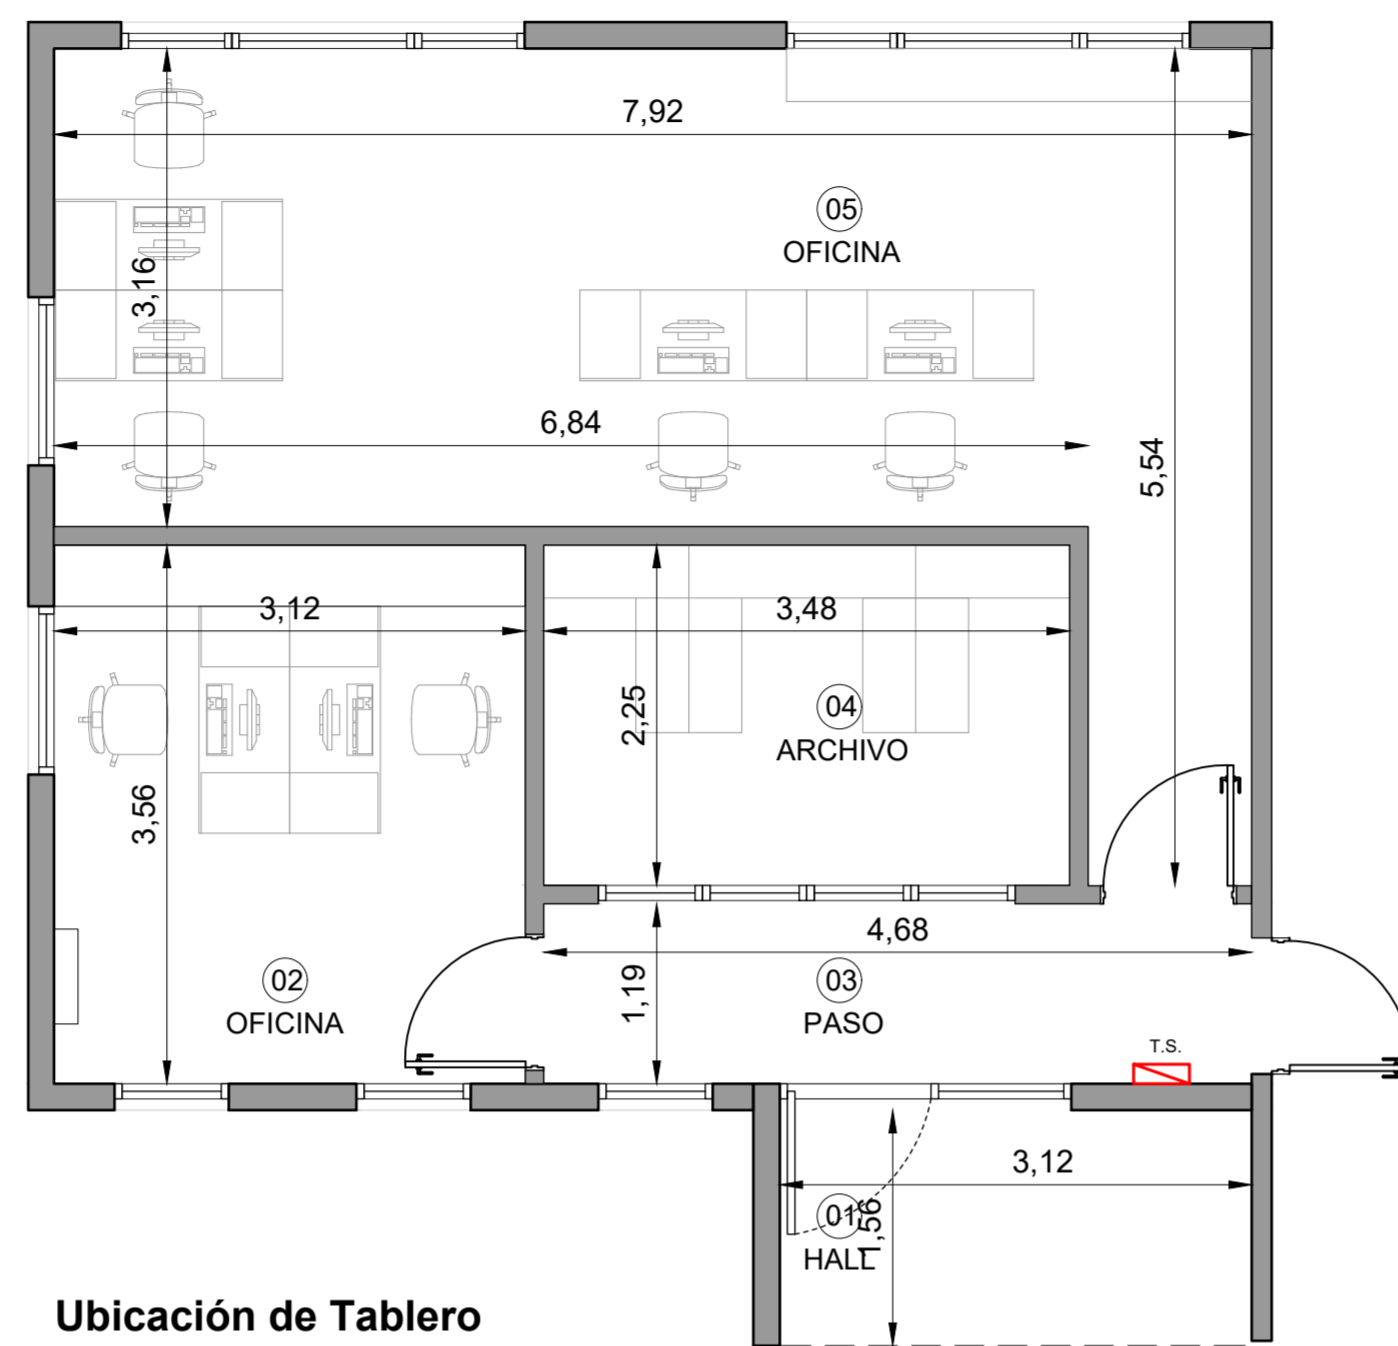 7,92
05
OFICINA
3,16
6,84
5,54
3,12
3,48
2,25
04
ARCHIVO
3,56
4,68
1,19
02
OFICINA
03
PASO
T.S.
3,12
01
1,56
HALL
Ubicación de Tablero